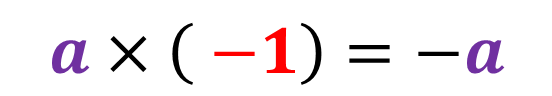 a × ( −1) = −a